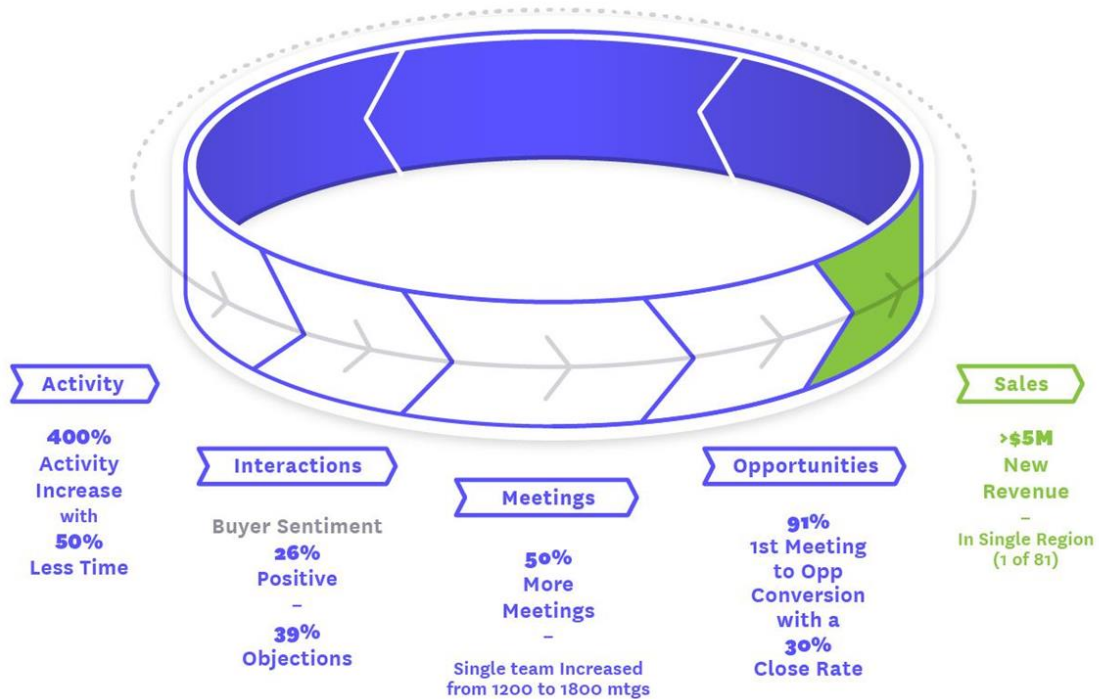 Activity
400%
Activity
Increase
with
50%
Less Time
Interactions
Buyer Sentiment
26%
Positive
–
39%
Objections
Meetings
50%
More
Meetings
–
Single team Increased
from 1200 to 1800 mtgs
Opportunities
91%
1st Meeting
to Opp
Conversion
with a
30%
Close Rate
Sales
>$5M
New
Revenue
–
In Single Region
(1 of 81)